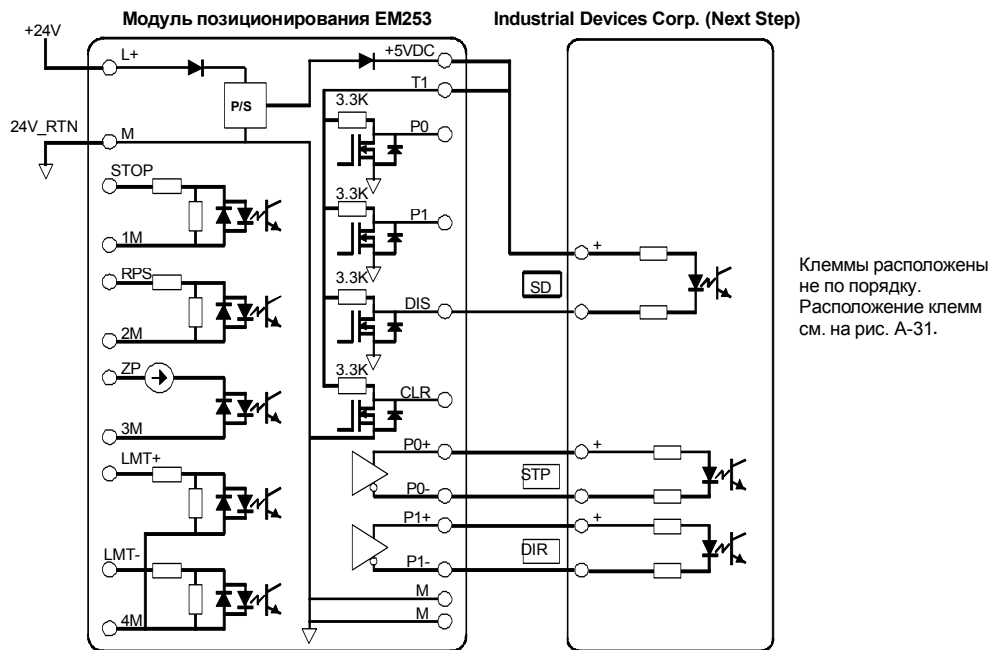 Модуль позиционирования EM253
Industrial Devices Corp. (Next Step)
+24V
L+
+5VDC
T1
P/S
3.3K
P0
24V_RTN
M
STOP
3.3K
P1
1M
RPS
3.3K
DIS
2M
ZP
3.3K
CLR
3M
LMT+
P0+
P0-
P1+
LMT-
P1-
M
4M
M
+
SD
+
STP
+
DIR
Клеммы расположены
не по порядку.
Расположение клемм
см. на рис. A-31.